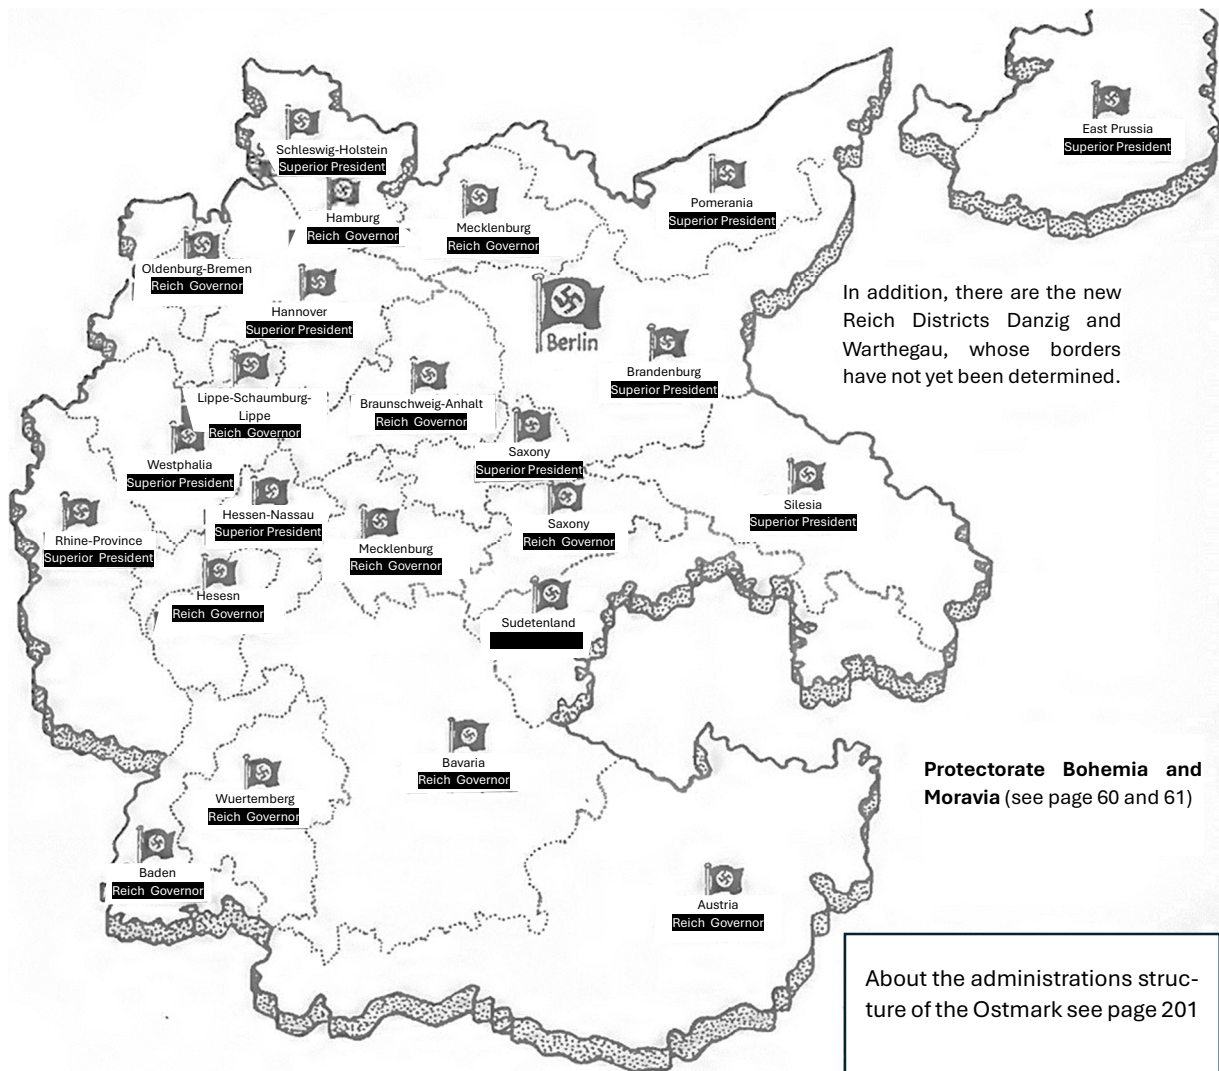 East Prussia
Superior President
Schleswig-Holstein
Superior President
Hamburg
Reich Governor
Mecklenburg
Reich Governor
Pomerania
Superior President
Oldenburg-Bremen
Reich Governor
Hannover
Superior President
Berlin
In addition, there are the new
Reich Districts Danzig and
Warthegau, whose borders
have not yet been determined.
Brandenburg
Superior President
Lippe-Schaumburg-
Lippe
Reich Governor
Braunschweig-Anhalt
Reich Governor
Saxony
Superior President
Westphalia
Superior President
Silesia
Superior President
Hessen-Nassau
Superior President
Saxony
Reich Governor
Rhine-Province
Superior President
Mecklenburg
Reich Governor
Hesesn
Reich Governor
Sudetenland
Bavaria
Reich Governor
Protectorate Bohemia and
Moravia (see page 60 and 61)
Wuertemberg
Reich Governor
Baden
Reich Governor
Austria
Reich Governor
About the administrations struc-
ture of the Ostmark see page 201